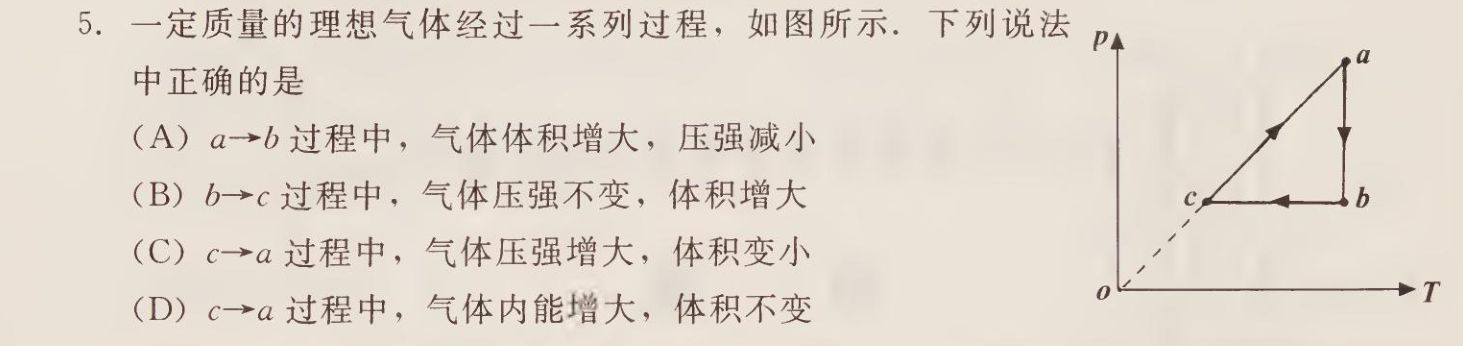 5. 一定质量的理想气体经过一系列过程，如图所示．下列说法
中正确的是
（A）a→b 过程中，气体体积增大，压强减小
（B）b→c 过程中，气体压强不变，体积增大
（C）c→a 过程中，气体压强增大，体积变小
（D）c→a 过程中，气体内能增大，体积不变
p
a
c
b
o
T